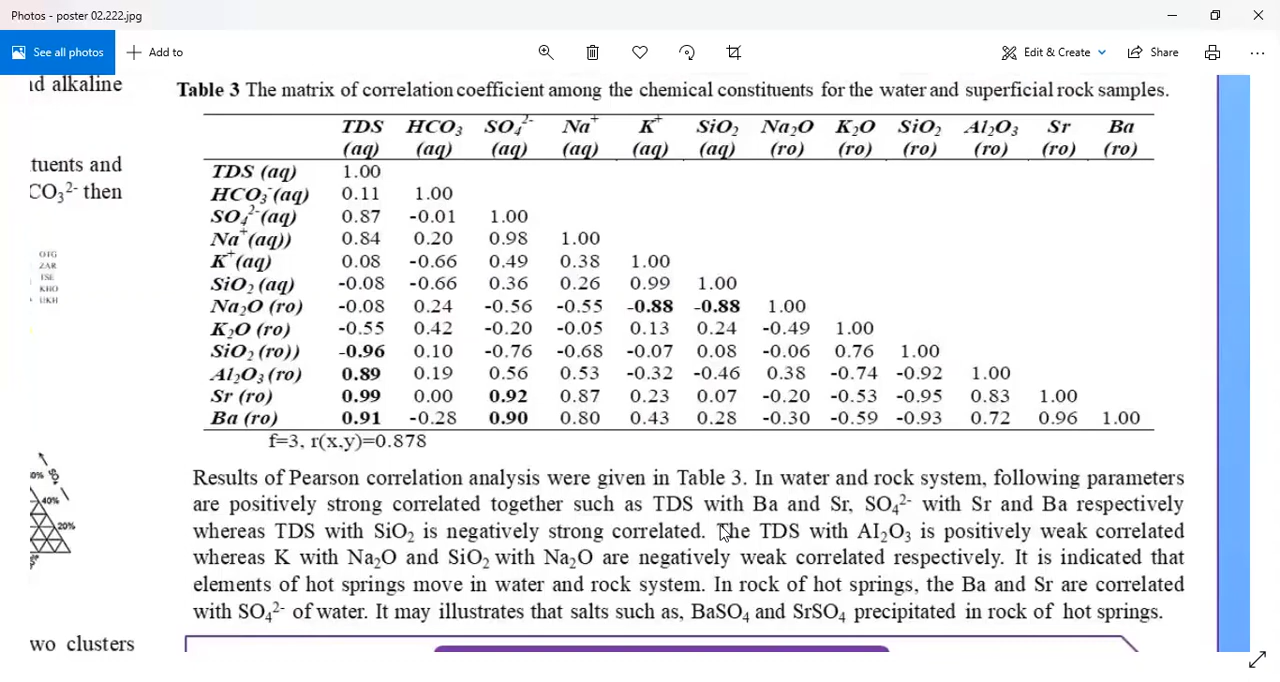 Photos - poster 02.222.jpg
See all photos
Add to
Edit & Create
Share
id alkaline
tuents and
CO₃²⁻ then
OTG
ZAR
TSE
KHO
UKH
40%
20%
wo clusters
Table 3 The matrix of correlation coefficient among the chemical constituents for the water and superficial rock samples.
TDS (aq) HCO₃ (aq) SO₄²⁻ (aq) Na⁺ (aq) K⁺ (aq) SiO₂ (aq) Na₂O (ro) K₂O (ro) SiO₂ (ro) Al₂O₃ (ro) Sr (ro) Ba (ro)
TDS (aq) 1.00
HCO₃⁻(aq) 0.11 1.00
SO₄²⁻(aq) 0.87 -0.01 1.00
Na⁺(aq)) 0.84 0.20 0.98 1.00
K⁺(aq) 0.08 -0.66 0.49 0.38 1.00
SiO₂ (aq) -0.08 -0.66 0.36 0.26 0.99 1.00
Na₂O (ro) -0.08 0.24 -0.56 -0.55 -0.88 -0.88 1.00
K₂O (ro) -0.55 0.42 -0.20 -0.05 0.13 0.24 -0.49 1.00
SiO₂ (ro)) -0.96 0.10 -0.76 -0.68 -0.07 0.08 -0.06 0.76 1.00
Al₂O₃ (ro) 0.89 0.19 0.56 0.53 -0.32 -0.46 0.38 -0.74 -0.92 1.00
Sr (ro) 0.99 0.00 0.92 0.87 0.23 0.07 -0.20 -0.53 -0.95 0.83 1.00
Ba (ro) 0.91 -0.28 0.90 0.80 0.43 0.28 -0.30 -0.59 -0.93 0.72 0.96 1.00
f=3, r(x,y)=0.878
Results of Pearson correlation analysis were given in Table 3. In water and rock system, following parameters
are positively strong correlated together such as TDS with Ba and Sr, SO₄²⁻ with Sr and Ba respectively
whereas TDS with SiO₂ is negatively strong correlated. The TDS with Al₂O₃ is positively weak correlated
whereas K with Na₂O and SiO₂ with Na₂O are negatively weak correlated respectively. It is indicated that
elements of hot springs move in water and rock system. In rock of hot springs, the Ba and Sr are correlated
with SO₄²⁻ of water. It may illustrates that salts such as, BaSO₄ and SrSO₄ precipitated in rock of hot springs.